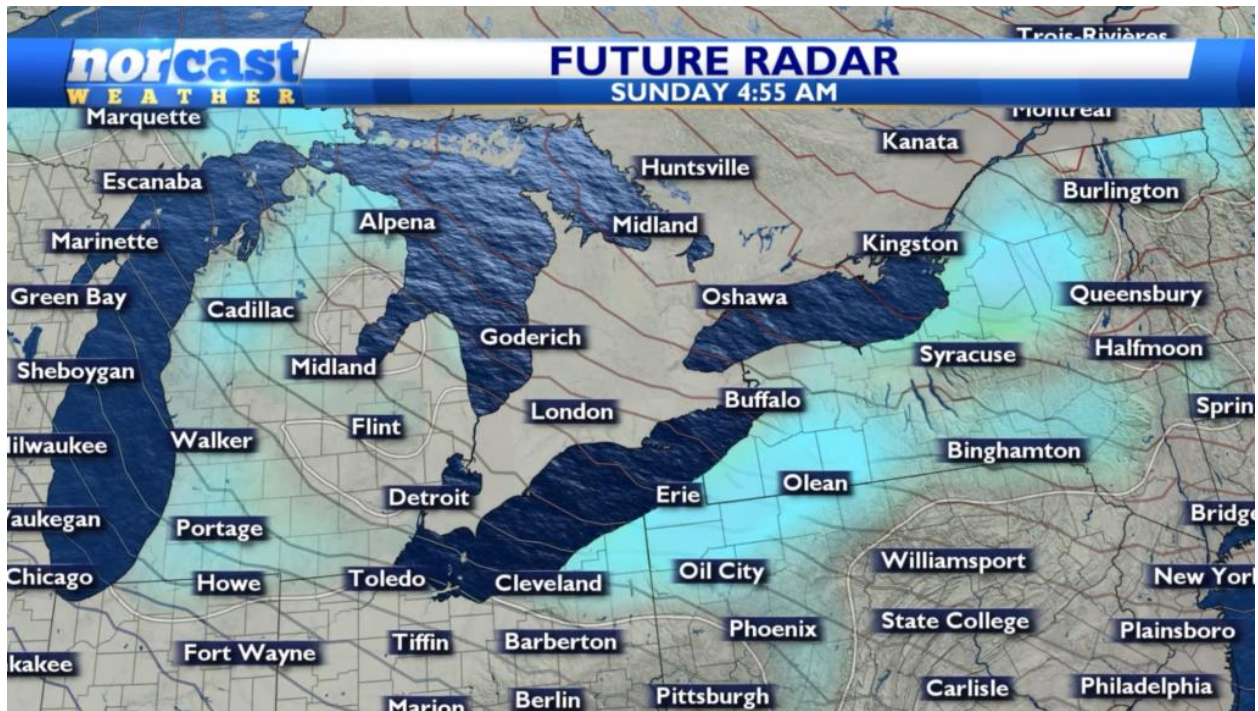 Trois-Rivières
norcast
WEATHER
FUTURE RADAR
SUNDAY 4:55 AM
Marquette
Montreal
Kanata
Huntsville
Escanaba
Burlington
Alpena
Midland
Marinette
Kingston
Green Bay
Cadillac
Oshawa
Queensbury
Goderich
Midland
Syracuse
Halfmoon
Sheboygan
Buffalo
London
Sprin
Flint
Walker
ilwaukee
Binghamton
Olean
Detroit
Erie
Waukegan
Portage
Bridge
Williamsport
Oil City
Chicago
Howe
Toledo
Cleveland
New York
State College
Phoenix
Plainsboro
Tiffin
Barberton
Fort Wayne
nkakee
Carlisle
Philadelphia
Pittsburgh
Berlin
Marion